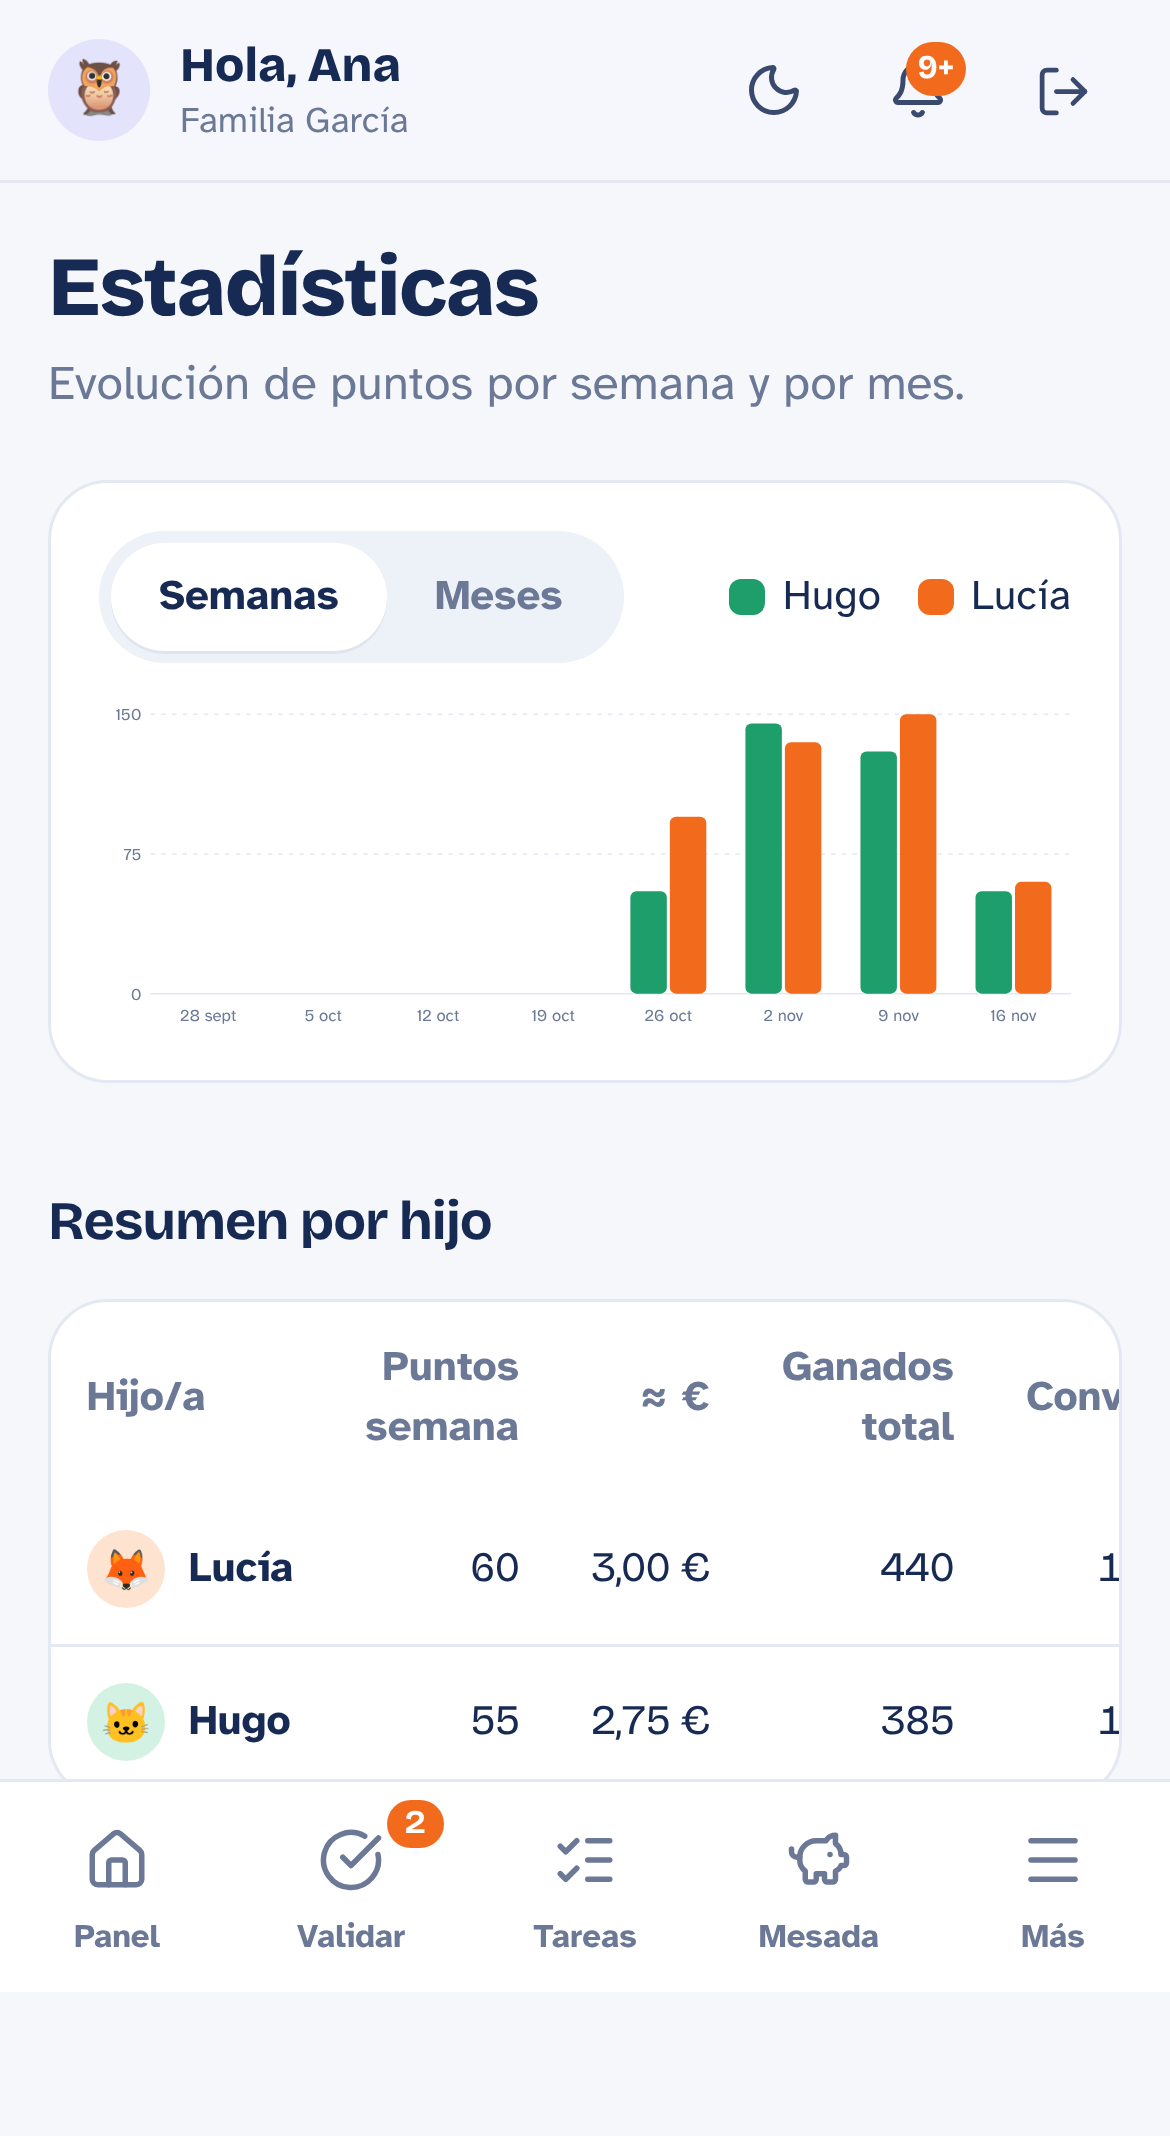 Hola, Ana
Familia García
9+
Estadísticas
Evolución de puntos por semana y por mes.
Semanas Meses Hugo Lucía
150
75
0
28 sept 5 oct 12 oct 19 oct 26 oct 2 nov 9 nov 16 nov
Resumen por hijo
Hijo/a Puntos semana ≈ € Ganados total Conv
Lucía 60 3,00 € 440 1
Hugo 55 2,75 € 385 1
2
Panel Validar Tareas Mesada Más